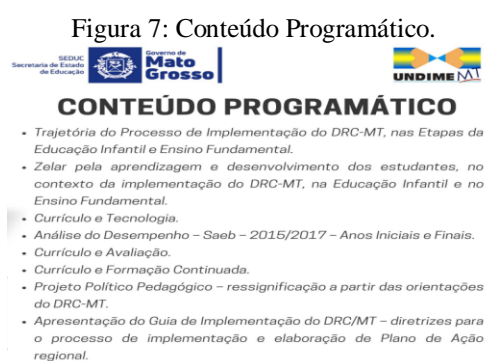 Figura 7: Conteúdo Programático.
SEDUC
Secretaria de Estado
de Educação
Governo de
Mato
Grosso
UNDIME MT
CONTEÚDO PROGRAMÁTICO
• Trajetória do Processo de Implementação do DRC-MT, nas Etapas da
Educação Infantil e Ensino Fundamental.
• Zelar pela aprendizagem e desenvolvimento dos estudantes, no
contexto da implementação do DRC-MT, na Educação Infantil e no
Ensino Fundamental.
• Currículo e Tecnologia.
• Análise do Desempenho – Saeb – 2015/2017 – Anos Iniciais e Finais.
• Currículo e Avaliação.
• Currículo e Formação Continuada.
• Projeto Político Pedagógico – ressignificação a partir das orientações
do DRC-MT.
• Apresentação do Guia de Implementação do DRC/MT – diretrizes para
o processo de implementação e elaboração de Plano de Ação
regional.